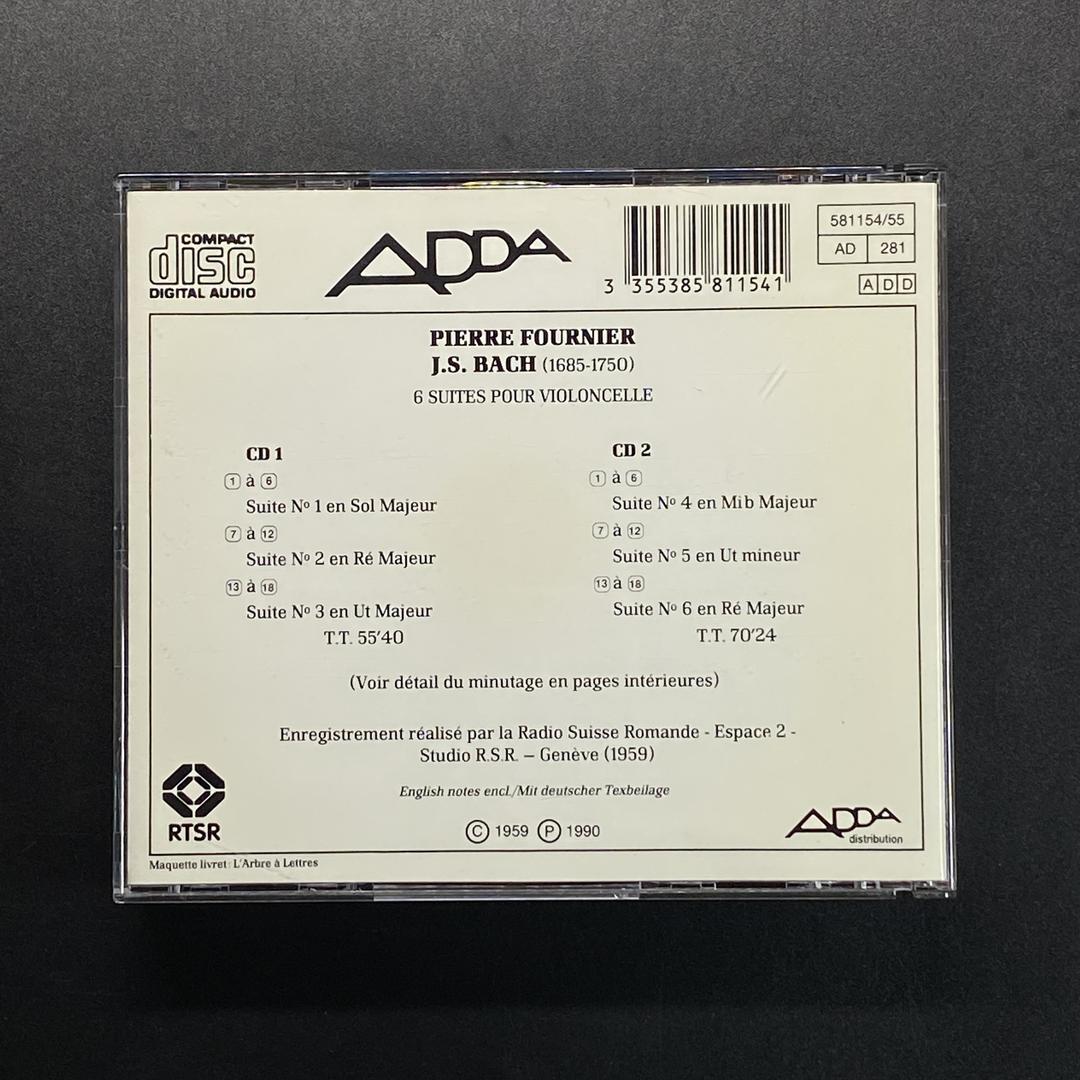 COMPACT
disc
DIGITAL AUDIO
ADDA
3 355385 811541
581154/55
AD 281
ADD
PIERRE FOURNIER
J.S. BACH (1685-1750)
6 SUITES POUR VIOLONCELLE
CD 1
1 à 6
Suite Nº 1 en Sol Majeur
7 à 12
Suite Nº 2 en Ré Majeur
13 à 18
Suite Nº 3 en Ut Majeur
T.T. 55'40
CD 2
1 à 6
Suite Nº 4 en Mib Majeur
7 à 12
Suite Nº 5 en Ut mineur
13 à 18
Suite Nº 6 en Ré Majeur
T.T. 70'24
(Voir détail du minutage en pages intérieures)
Enregistrement réalisé par la Radio Suisse Romande - Espace 2 -
Studio R.S.R. – Genève (1959)
English notes encl./Mit deutscher Texbeilage
RTSR
Ⓒ 1959 Ⓟ 1990
ADDA
distribution
Maquette livret : L'Arbre à Lettres